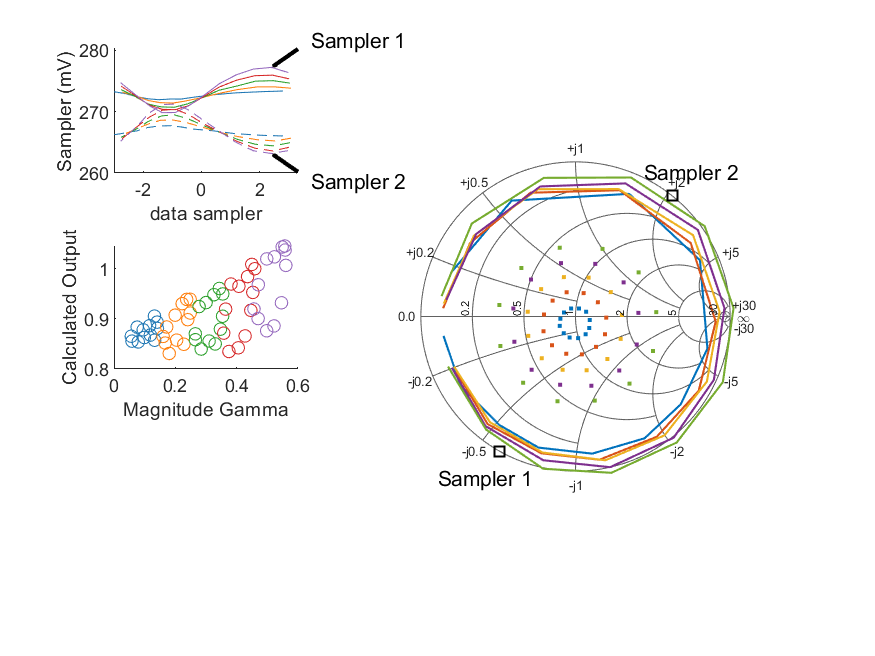 Sampler 1
280
270
260
Sampler (mV)
-2
0
2
data sampler
Sampler 2
1
0.9
0.8
Calculated Output
0
0.2
0.4
0.6
Magnitude Gamma
+j1
Sampler 2
+j0.5
+j2
+j0.2
+j5
0.0
0.2
0.5
1
2
5
30
+j30
∞
-j30
-j0.2
-j5
-j0.5
-j2
Sampler 1
-j1